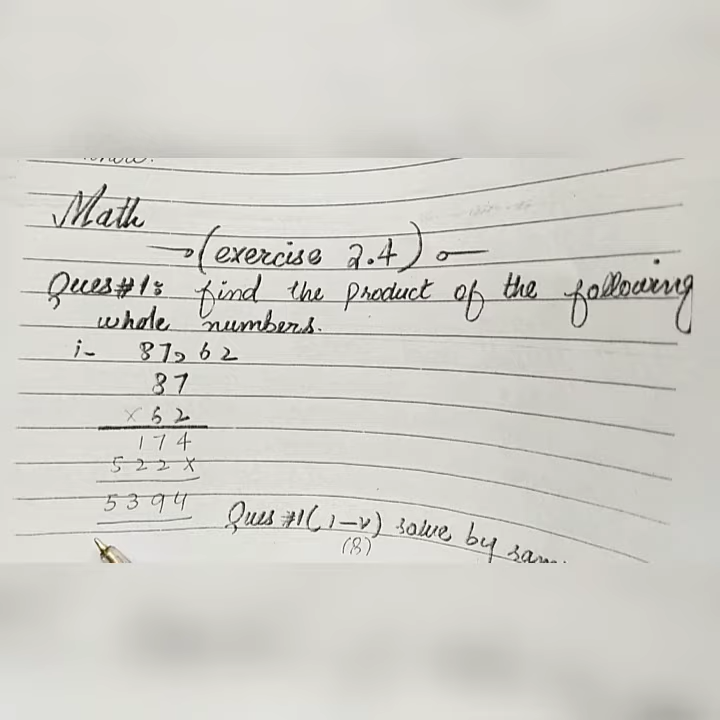 Math
→(exercise 2.4)
Ques#1: find the product of the following
whole numbers.
i- 87, 62
87
×62
174
522×
5394
Ques #1(i-v) solve by
(8)